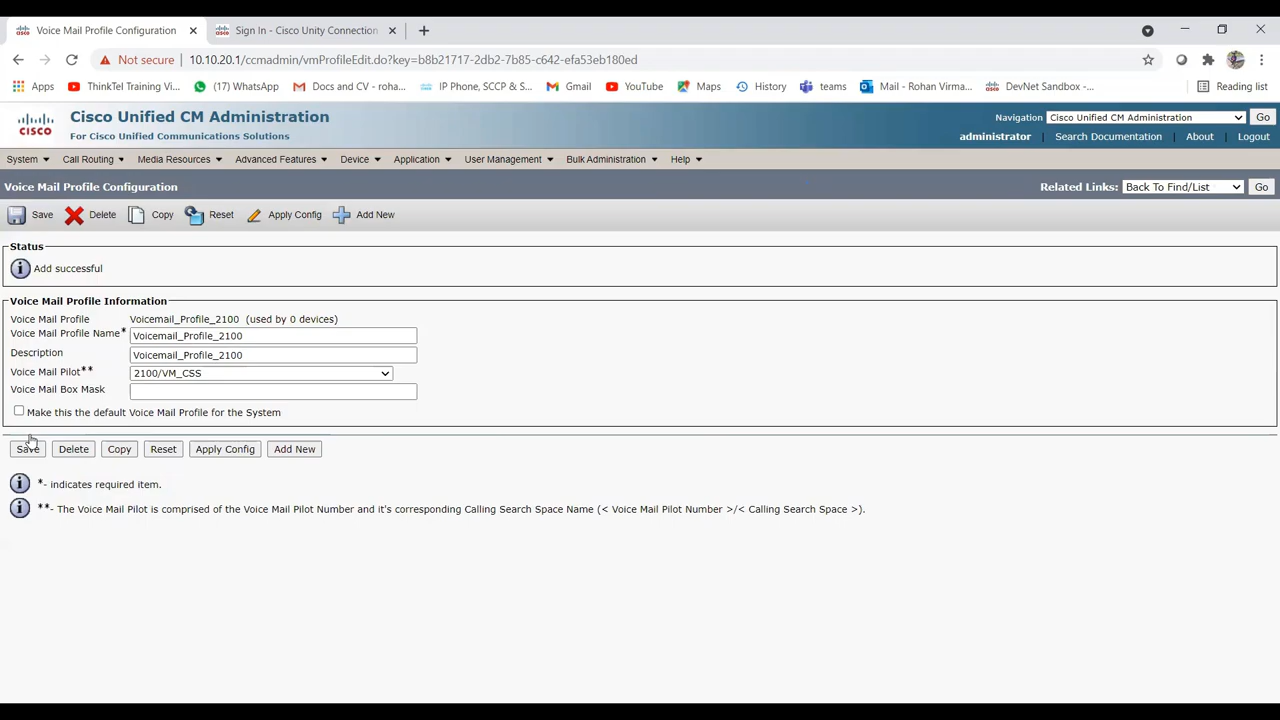 Voice Mail Profile Configuration
Sign In - Cisco Unity Connection
Not secure 10.10.20.1/ccmadmin/vmProfileEdit.do?key=b8b21717-2db2-7b85-c642-efa53eb180ed
Apps ThinkTel Training Vi... (17) WhatsApp Docs and CV - roha... IP Phone, SCCP & S... Gmail YouTube Maps History teams Mail - Rohan Virma... DevNet Sandbox -... Reading list
CISCO
Cisco Unified CM Administration
For Cisco Unified Communications Solutions
Navigation Cisco Unified CM Administration Go
administrator Search Documentation About Logout
System Call Routing Media Resources Advanced Features Device Application User Management Bulk Administration Help
Voice Mail Profile Configuration
Related Links: Back To Find/List Go
Save Delete Copy Reset Apply Config Add New
Status
Add successful
Voice Mail Profile Information
Voice Mail Profile Voicemail_Profile_2100 (used by 0 devices)
Voice Mail Profile Name* Voicemail_Profile_2100
Description Voicemail_Profile_2100
Voice Mail Pilot** 2100/VM_CSS
Voice Mail Box Mask
Make this the default Voice Mail Profile for the System
Save Delete Copy Reset Apply Config Add New
*- indicates required item.
**- The Voice Mail Pilot is comprised of the Voice Mail Pilot Number and it's corresponding Calling Search Space Name (< Voice Mail Pilot Number >/< Calling Search Space >).